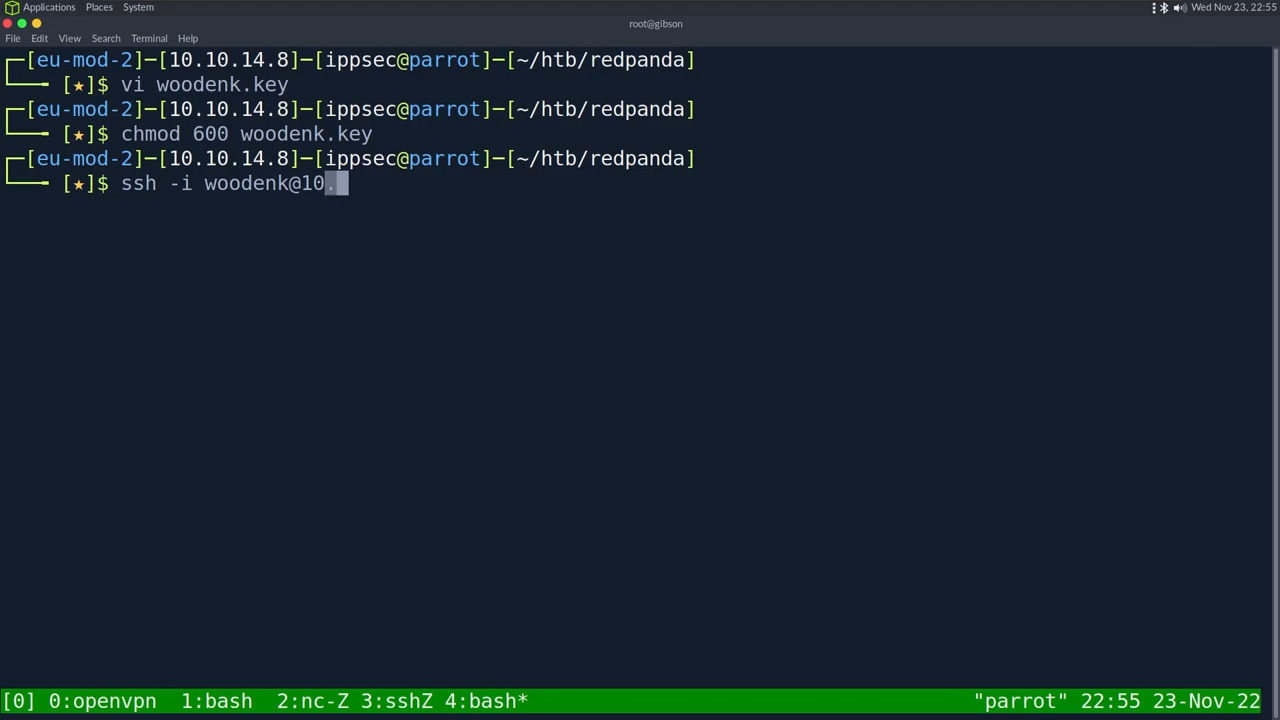 Applications Places System
Wed Nov 23, 22:55
root@gibson
File Edit View Search Terminal Help
┌─[eu-mod-2]─[10.10.14.8]─[ippsec@parrot]─[~/htb/redpanda]
└──╼ [★]$ vi woodenk.key
┌─[eu-mod-2]─[10.10.14.8]─[ippsec@parrot]─[~/htb/redpanda]
└──╼ [★]$ chmod 600 woodenk.key
┌─[eu-mod-2]─[10.10.14.8]─[ippsec@parrot]─[~/htb/redpanda]
└──╼ [★]$ ssh -i woodenk@10.
[0] 0:openvpn 1:bash 2:nc-Z 3:sshZ 4:bash* "parrot" 22:55 23-Nov-22